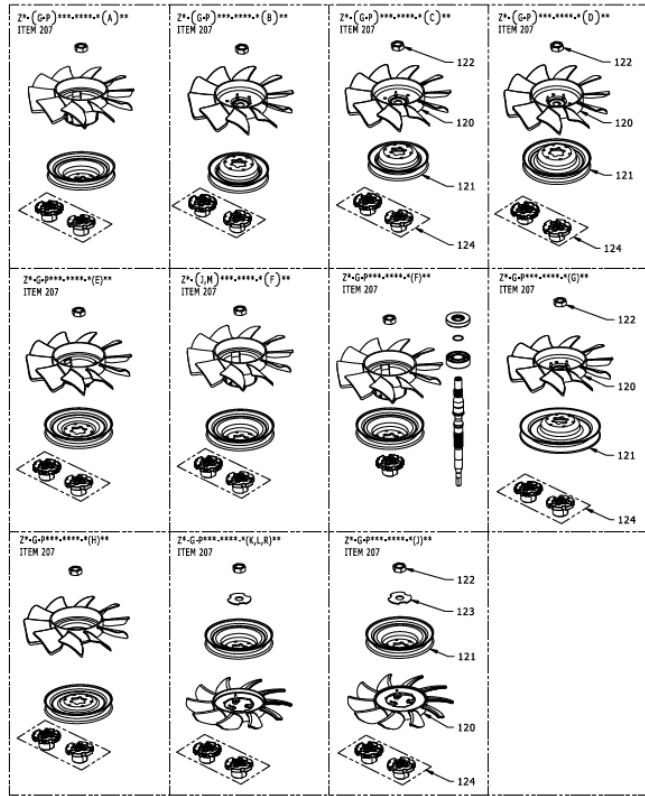 Z*-(G-P)***-****-*(A)**
ITEM 207
Z*-(G-P)***-****-*(B)**
ITEM 207
Z*-(G-P)***-****-*(C)**
ITEM 207
122
120
121
124
Z*-(G-P)***-****-*(D)**
ITEM 207
122
120
121
124
Z*-G-P***-****-*(E)**
ITEM 207
Z*-(J,M)***-****-*(F)**
ITEM 207
Z*-G-P***-****-*(F)**
ITEM 207
Z*-G-P***-****-*(G)**
ITEM 207
122
120
121
124
Z*-G-P***-****-*(H)**
ITEM 207
Z*-G-P***-****-*(K,L,R)**
ITEM 207
Z*-G-P***-****-*(J)**
ITEM 207
122
123
121
120
124